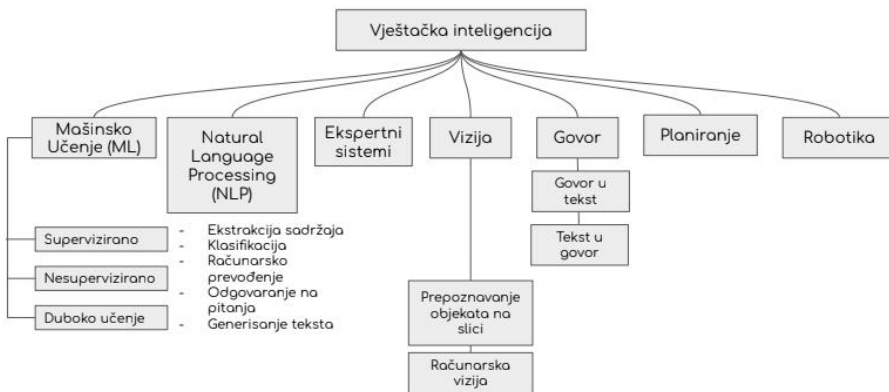 Vještačka inteligencija
Mašinsko
Učenje (ML)
Natural
Language
Processing
(NLP)
Ekspertni
sistemi
Vizija
Govor
Planiranje
Robotika
Govor u
tekst
Tekst u
govor
Supervizirano
Nesupervizirano
Duboko učenje
- Ekstrakcija sadržaja
- Klasifikacija
- Računarsko
prevođenje
- Odgovaranje na
pitanja
- Generisanje teksta
Prepoznavanje
objekata na
slici
Računarska
vizija